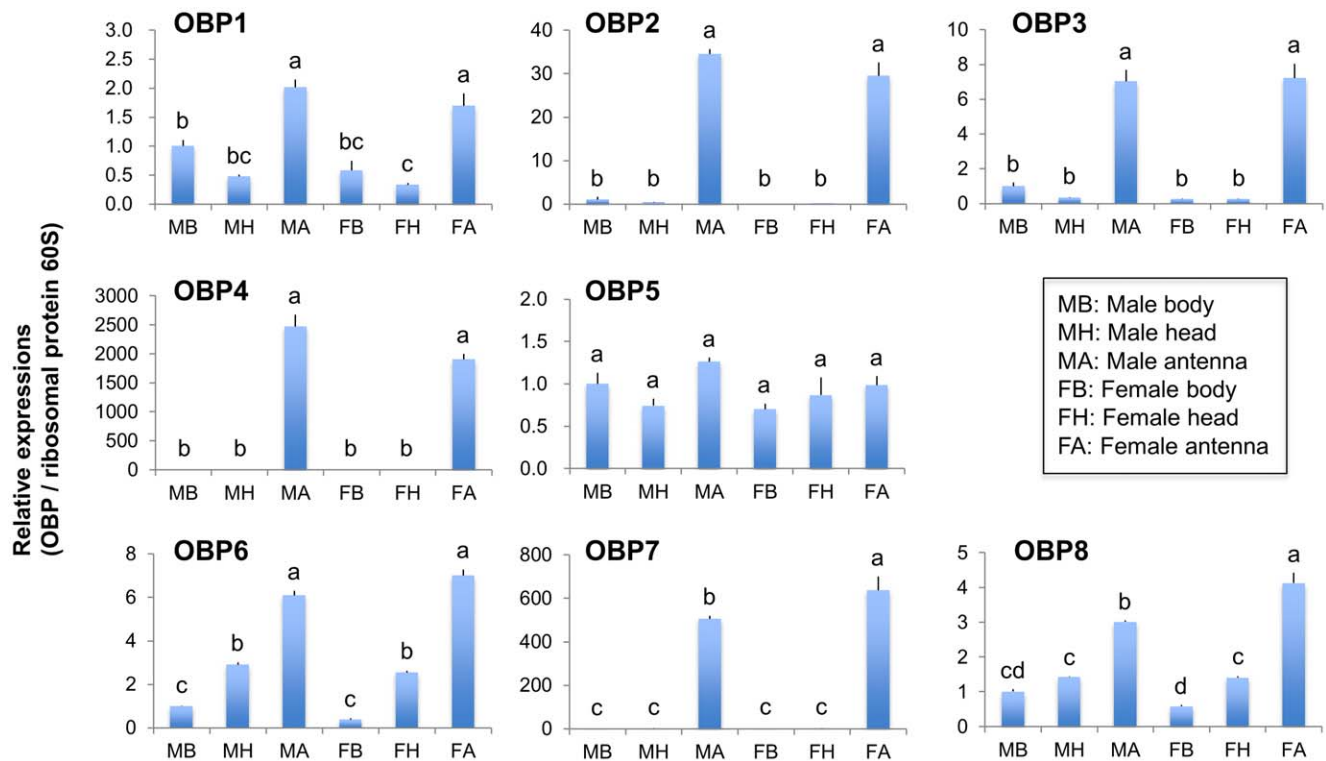 Relative expressions
(OBP / ribosomal protein 60S)
OBP1
3.0
2.5
2.0
1.5
1.0
0.5
0.0
b
bc
a
bc
c
a
MB MH MA FB FH FA
OBP2
40
30
20
10
0
b b a b b a
MB MH MA FB FH FA
OBP3
8
6
4
2
0
b b a b b a
MB MH MA FB FH FA
OBP4
3000
2500
2000
1500
1000
500
0
b b a b b a
MB MH MA FB FH FA
OBP5
2.0
1.5
1.0
0.5
0.0
a a a a a a
MB MH MA FB FH FA
MB: Male body
MH: Male head
MA: Male antenna
FB: Female body
FH: Female head
FA: Female antenna
OBP6
8
6
4
2
0
c b a c b a
MB MH MA FB FH FA
OBP7
800
600
400
200
0
c c b c c a
MB MH MA FB FH FA
OBP8
5
4
3
2
1
0
cd c b d c a
MB MH MA FB FH FA